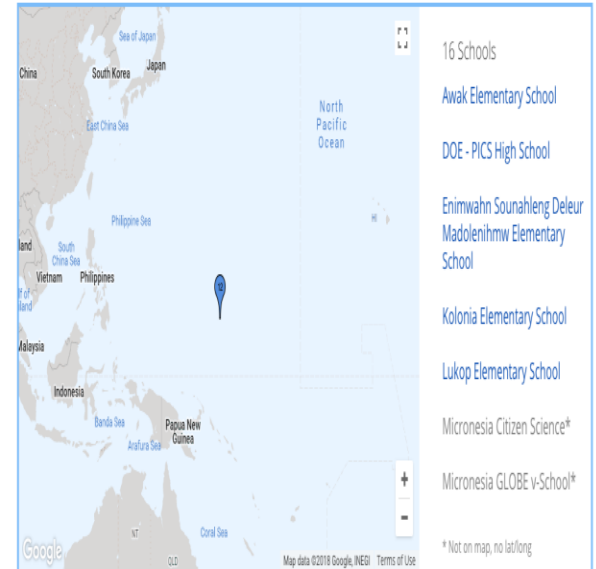 Sea of Japan
China
South Korea
Japan
North
Pacific
Ocean
East China Sea
Philippine Sea
HI
South
China Sea
land
Vietnam
Philippines
12
Gulf of
Malaysia
Indonesia
Banda Sea
Papua New
Guinea
Arafura Sea
NT
QLD
Coral Sea
+
-
Google
Map data ©2018 Google, INEGI Terms of Use
16 Schools
Awak Elementary School
DOE - PICS High School
Enimwahn Sounahleng Deleur
Madolenihmw Elementary
School
Kolonia Elementary School
Lukop Elementary School
Micronesia Citizen Science*
Micronesia GLOBE v-School*
* Not on map, no lat/long